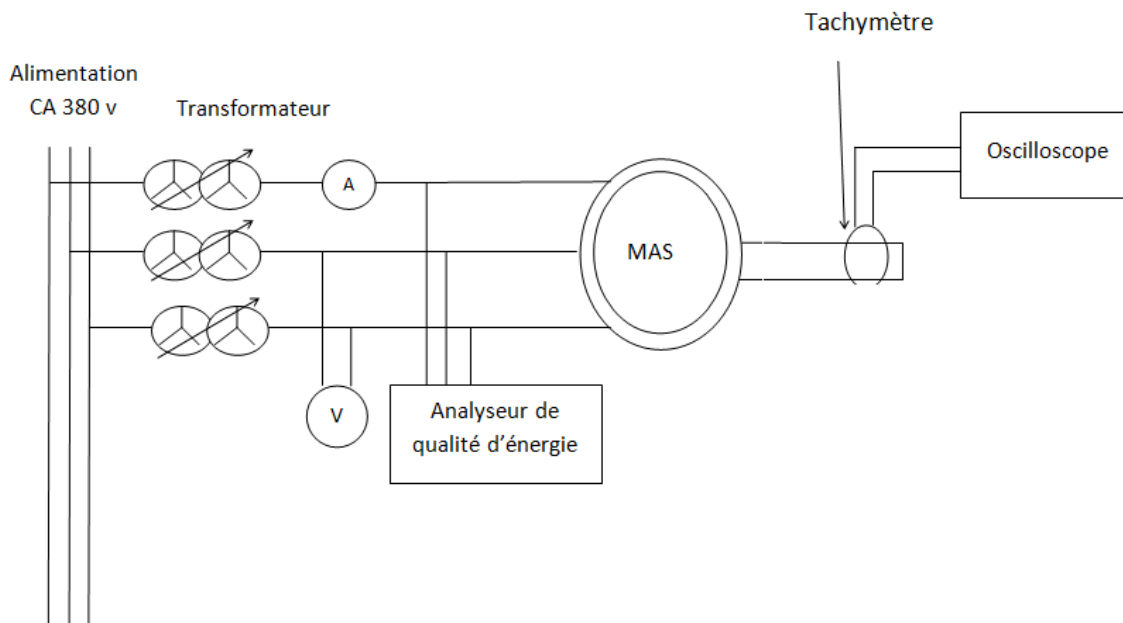 Tachymètre
Alimentation
CA 380 v
Transformateur
Oscilloscope
A
MAS
V
Analyseur de
qualité d’énergie